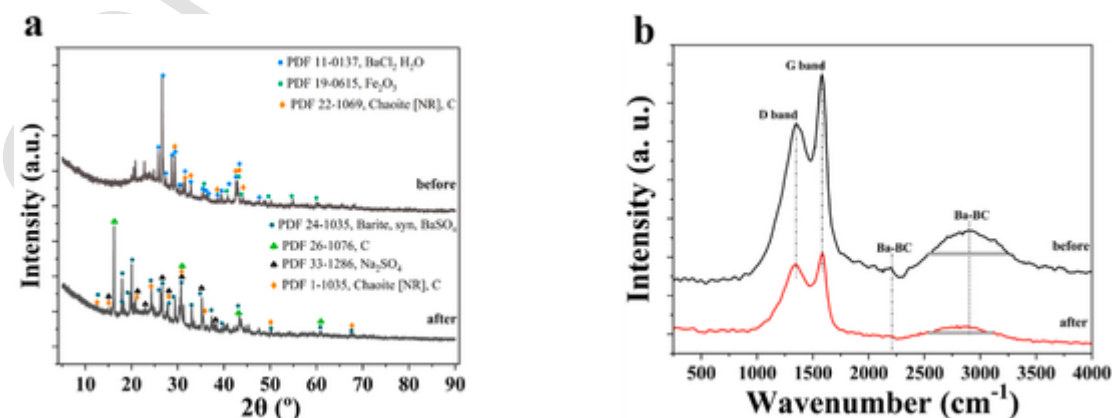 a
PDF 11-0137, BaCl₂ H₂O
PDF 19-0615, Fe₂O₃
PDF 22-1069, Chaoite [NR], C
before
PDF 24-1035, Barite, syn, BaSO₄
PDF 26-1076, C
PDF 33-1286, Na₂SO₄
PDF 1-1035, Chaoite [NR], C
after
Intensity (a.u.)
10 20 30 40 50 60 70 80 90
2θ (º)
b
G band
D band
Ba-BC
Ba-BC
before
after
Intensity (a. u.)
500 1000 1500 2000 2500 3000 3500 4000
Wavenumber (cm⁻¹)